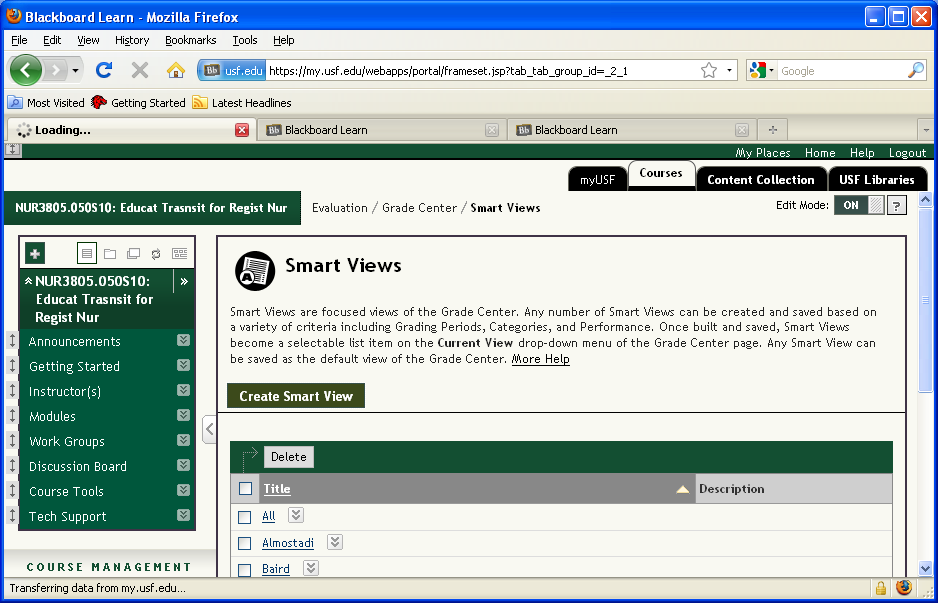 Blackboard Learn - Mozilla Firefox
File Edit View History Bookmarks Tools Help
Bb usf.edu https://my.usf.edu/webapps/portal/frameset.jsp?tab_tab_group_id=_2_1 Google
Most Visited Getting Started Latest Headlines
Loading... Bb Blackboard Learn Bb Blackboard Learn
My Places Home Help Logout
myUSF Courses Content Collection USF Libraries
NUR3805.050S10: Educat Trasnsit for Regist Nur Evaluation / Grade Center / Smart Views Edit Mode: ON ?
NUR3805.050S10:
Educat Trasnsit for
Regist Nur
Announcements
Getting Started
Instructor(s)
Modules
Work Groups
Discussion Board
Course Tools
Tech Support
COURSE MANAGEMENT
Smart Views
Smart Views are focused views of the Grade Center. Any number of Smart Views can be created and saved based on
a variety of criteria including Grading Periods, Categories, and Performance. Once built and saved, Smart Views
become a selectable list item on the Current View drop-down menu of the Grade Center page. Any Smart View can
be saved as the default view of the Grade Center. More Help
Create Smart View
Delete
Title Description
All
Almostadi
Baird
Transferring data from my.usf.edu...